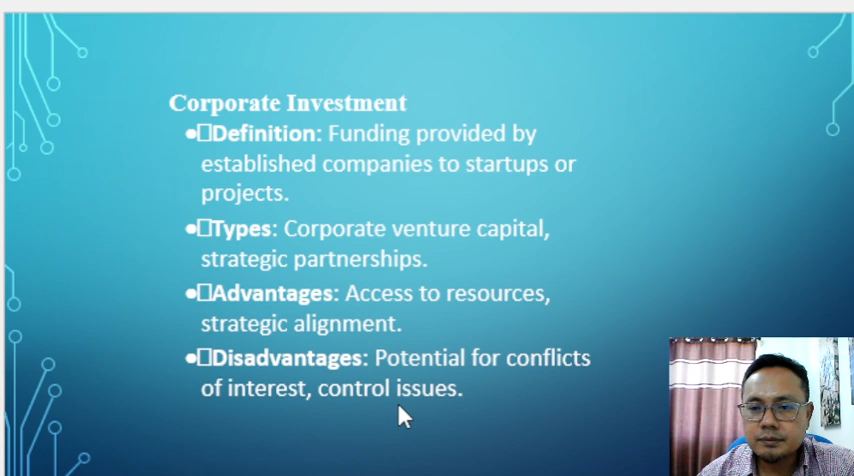 Corporate Investment
•Definition: Funding provided by
established companies to startups or
projects.
•Types: Corporate venture capital,
strategic partnerships.
•Advantages: Access to resources,
strategic alignment.
•Disadvantages: Potential for conflicts
of interest, control issues.